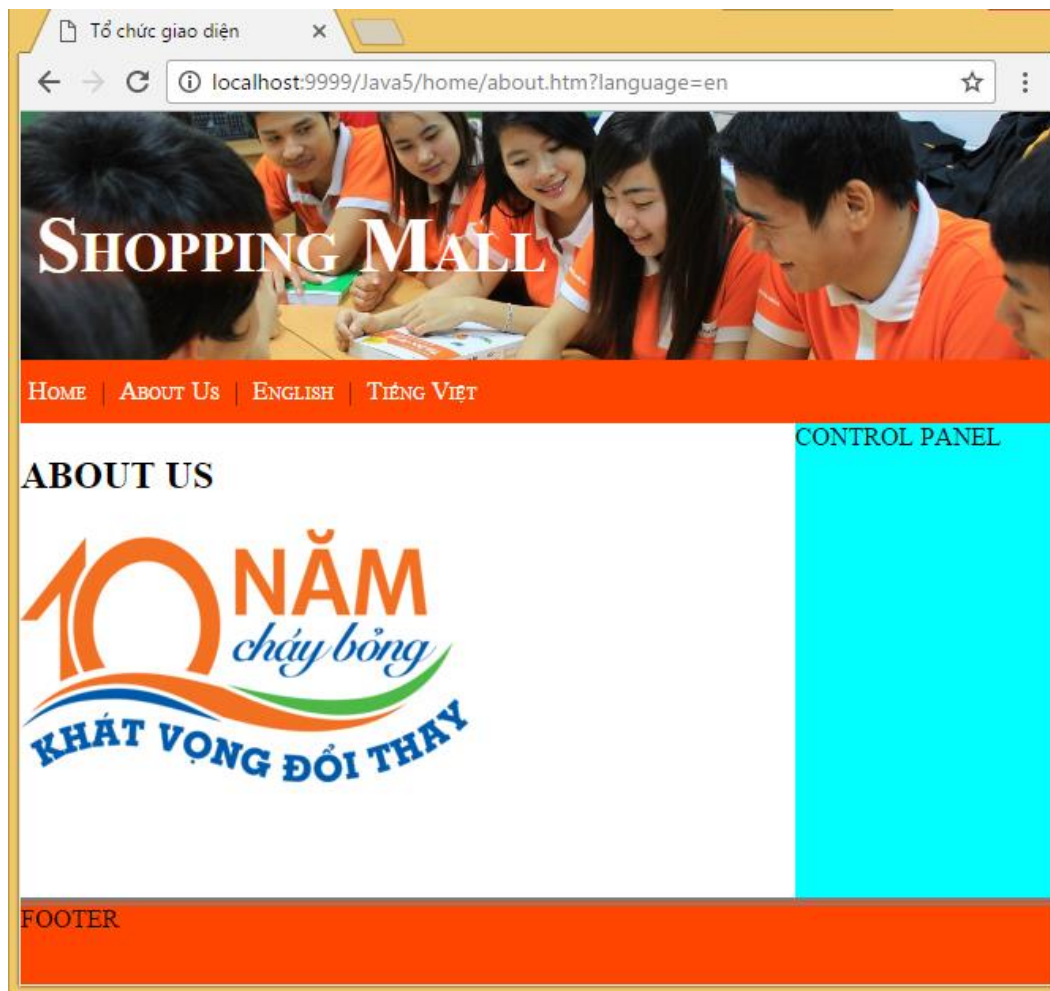 Tổ chức giao diện
localhost:9999/Java5/home/about.htm?language=en
Shopping Mall
Home | About Us | English | Tiếng Việt
CONTROL PANEL
ABOUT US
10 NĂM
cháy bỏng
KHÁT VỌNG ĐỔI THAY
FOOTER